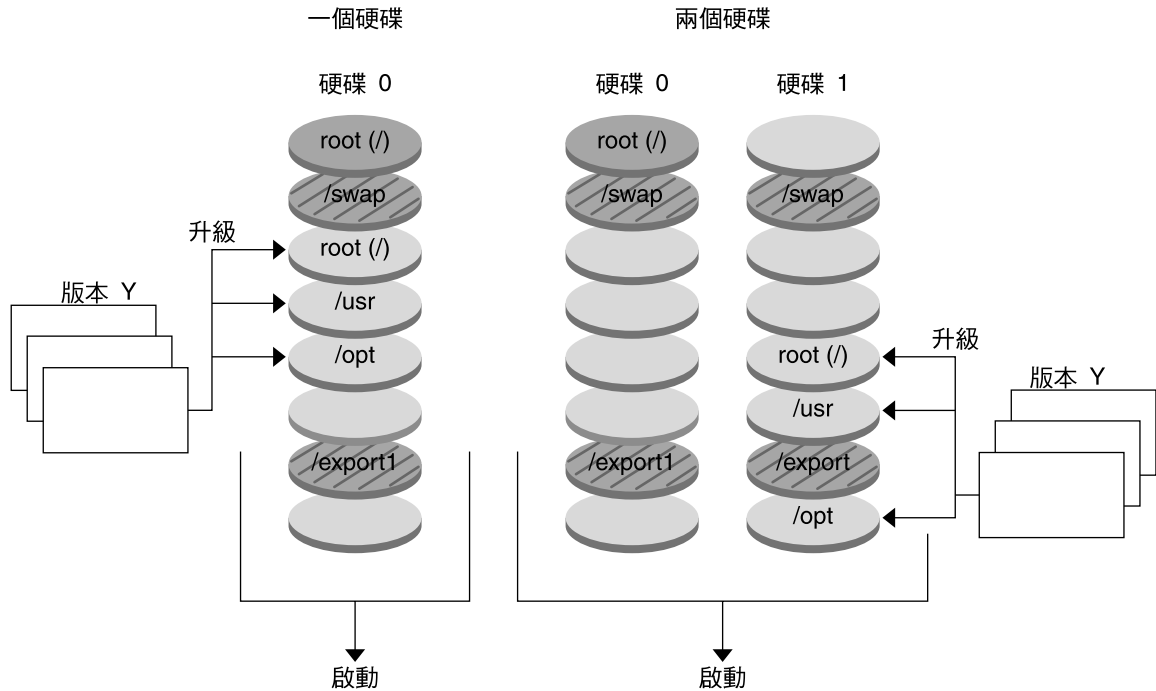 一個硬碟
兩個硬碟
硬碟 0
硬碟 0
硬碟 1
root (/)
/swap
root (/)
/usr
/opt
/export1
升級
版本 Y
root (/)
/swap
/export1
/swap
root (/)
/usr
/export
/opt
升級
版本 Y
啟動
啟動